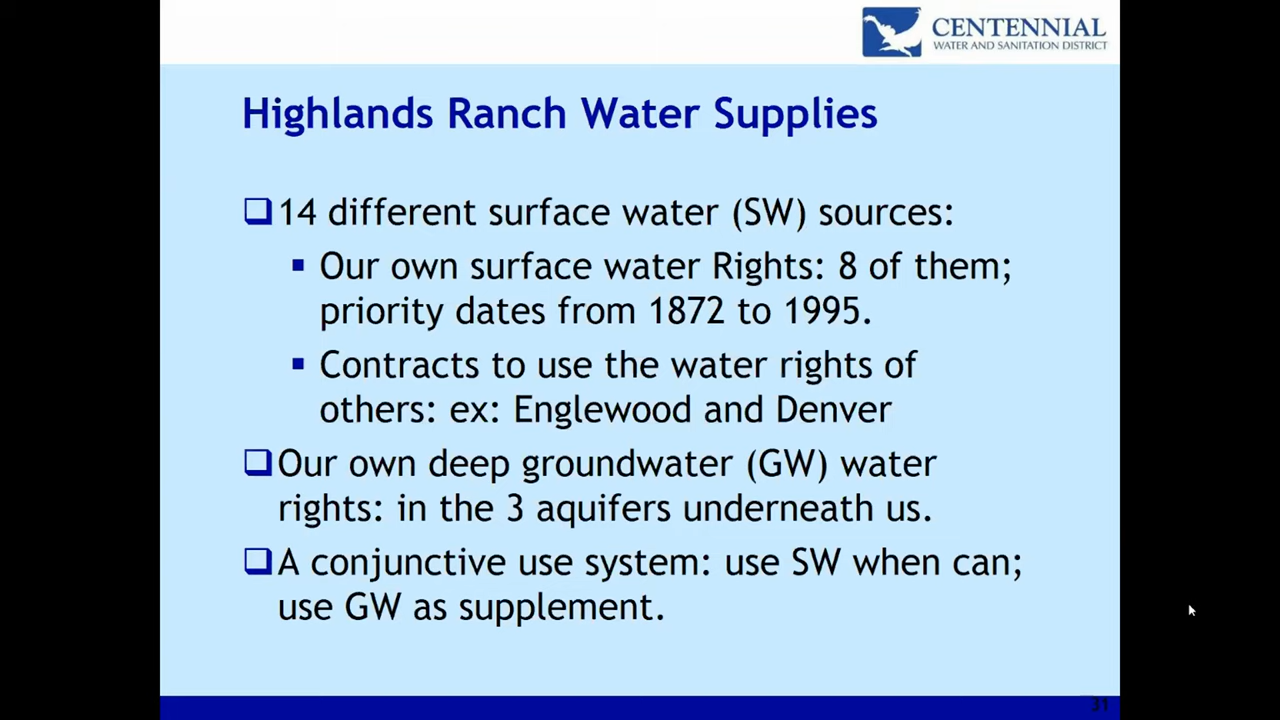 CENTENNIAL
WATER AND SANITATION DISTRICT
Highlands Ranch Water Supplies
14 different surface water (SW) sources:
Our own surface water Rights: 8 of them;
priority dates from 1872 to 1995.
Contracts to use the water rights of
others: ex: Englewood and Denver
Our own deep groundwater (GW) water
rights: in the 3 aquifers underneath us.
A conjunctive use system: use SW when can;
use GW as supplement.
31